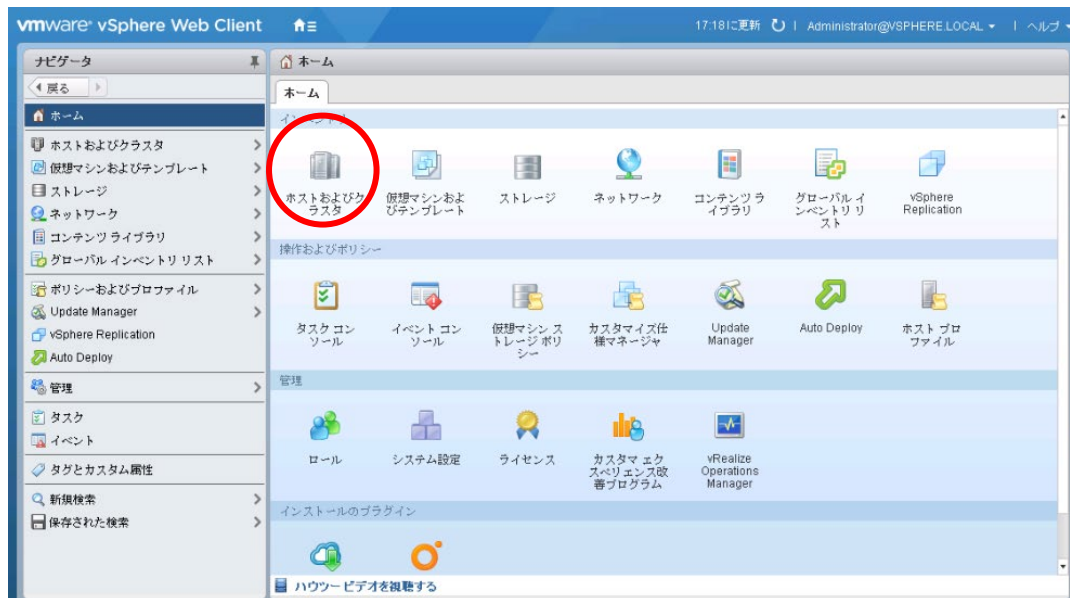 vmware® vSphere Web Client
17:18に更新 | Administrator@VSPHERE.LOCAL | ヘルプ
ナビゲータ
戻る
ホーム
ホストおよびクラスタ
仮想マシンおよびテンプレート
ストレージ
ネットワーク
コンテンツ ライブラリ
グローバル インベントリ リスト
ポリシーおよびプロファイル
Update Manager
vSphere Replication
Auto Deploy
管理
タスク
イベント
タグとカスタム属性
新規検索
保存された検索
ホーム
ホーム
ホストおよびク
ラスタ
仮想マシンおよ
びテンプレート
ストレージ
ネットワーク
コンテンツ ラ
イブラリ
グローバル イ
ンベントリ リ
スト
vSphere
Replication
操作およびポリシー
タスク コン
ソール
イベント コン
ソール
仮想マシン ス
トレージ ポリ
シー
カスタマイズ仕
様マネージャ
Update
Manager
Auto Deploy
ホスト プロ
ファイル
管理
ロール
システム設定
ライセンス
カスタマ エク
スペリエンス改
善プログラム
vRealize
Operations
Manager
インストールのプラグイン
ハウツー ビデオを視聴する